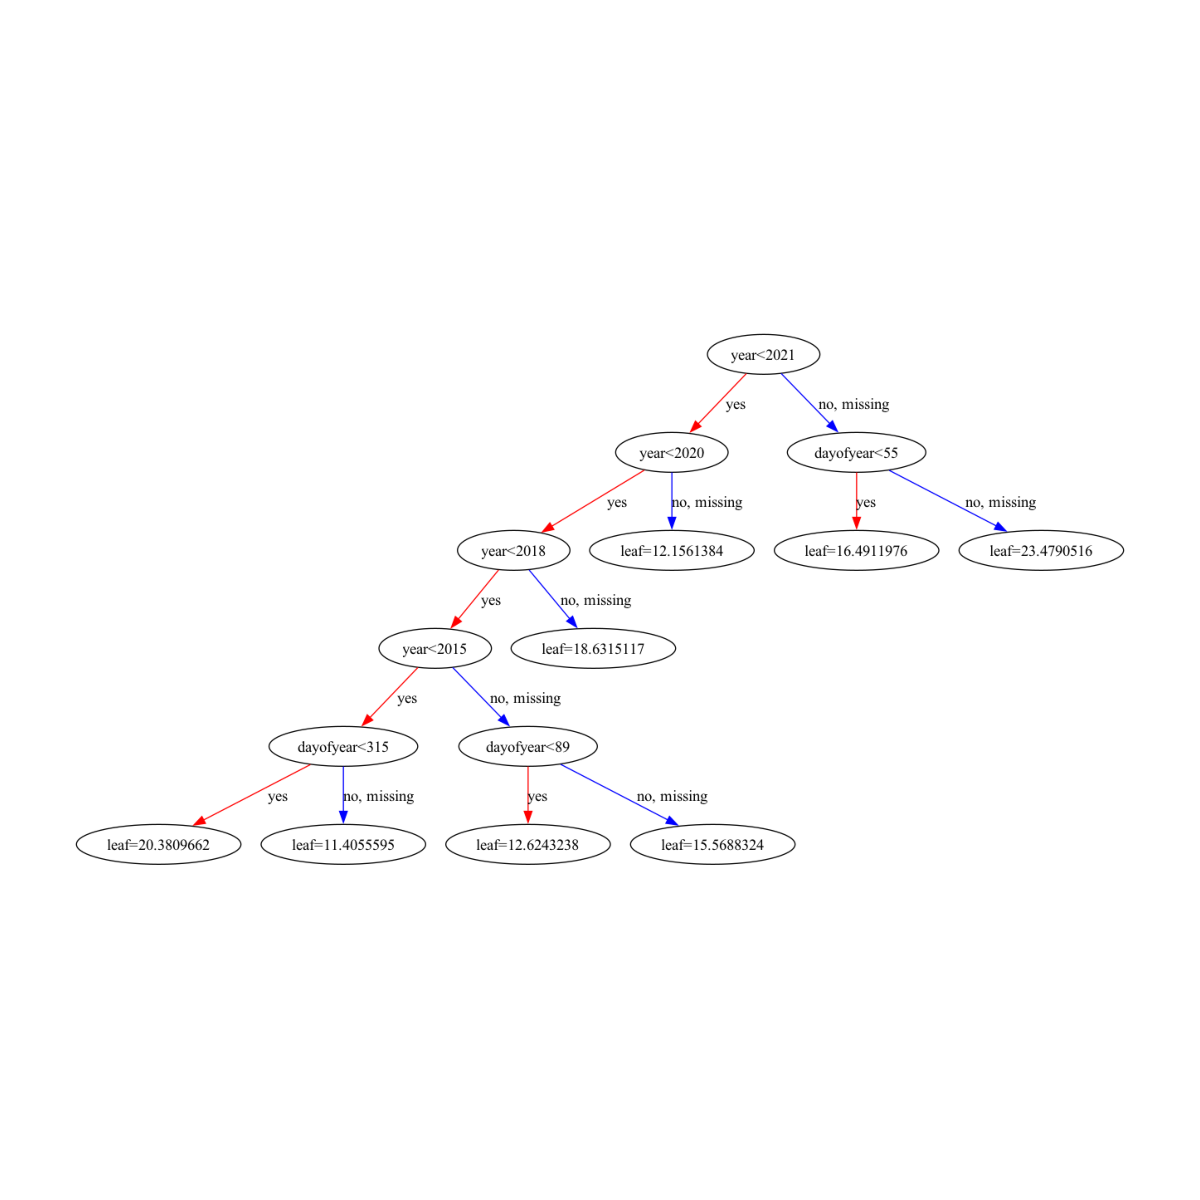 year<2021
yes
no, missing
year<2020
dayofyear<55
yes
no, missing
yes
no, missing
year<2018
leaf=12.1561384
leaf=16.4911976
leaf=23.4790516
yes
no, missing
year<2015
leaf=18.6315117
yes
no, missing
dayofyear<315
dayofyear<89
yes
no, missing
yes
no, missing
leaf=20.3809662
leaf=11.4055595
leaf=12.6243238
leaf=15.5688324